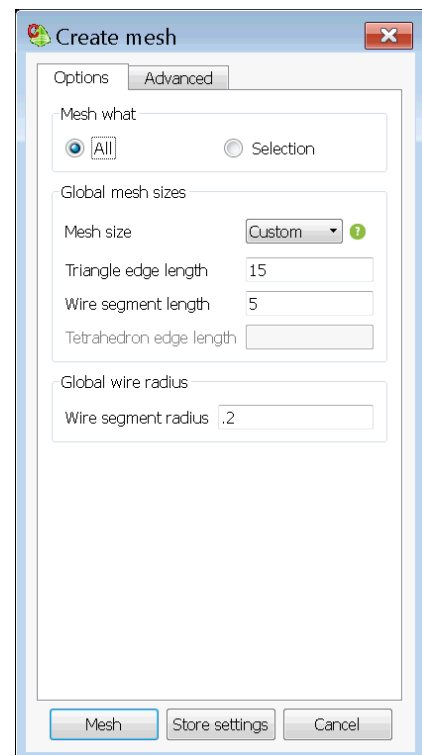 Create mesh
Options Advanced
Mesh what
All Selection
Global mesh sizes
Mesh size Custom ?
Triangle edge length 15
Wire segment length 5
Tetrahedron edge length
Global wire radius
Wire segment radius .2
Mesh Store settings Cancel